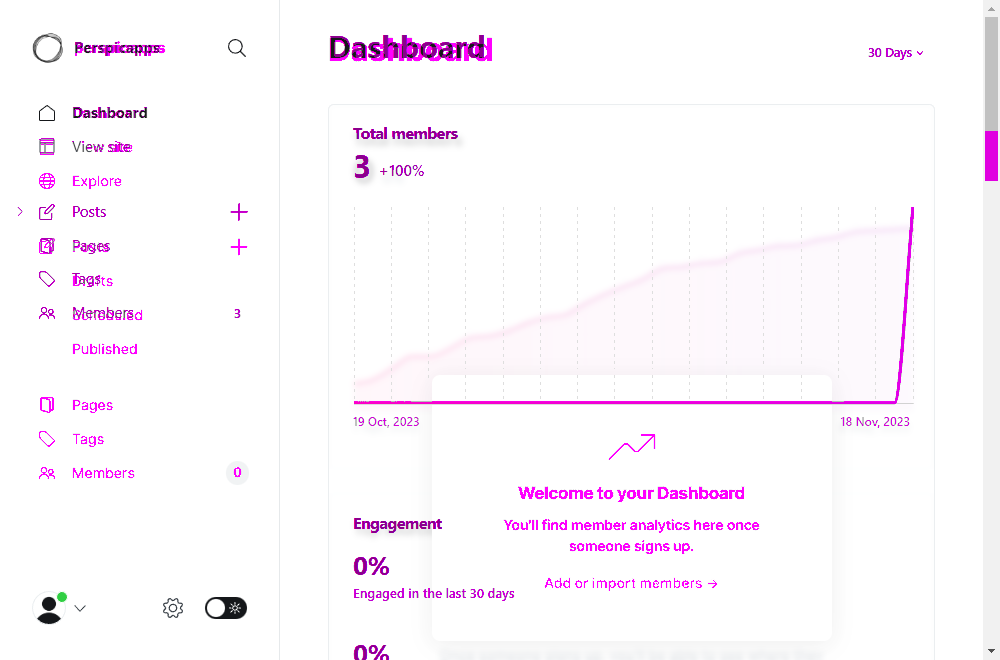 Perspicapps
Dashboard
View site
Explore
Posts
Pages
Posts
Tags
Drafts
Members 3
Scheduled
Published
Pages
Tags
Members 0
Dashboard
30 Days
Total members
3 +100%
19 Oct, 2023
18 Nov, 2023
Welcome to your Dashboard
You'll find member analytics here once
someone signs up.
Add or import members →
Engagement
0%
Engaged in the last 30 days
0%